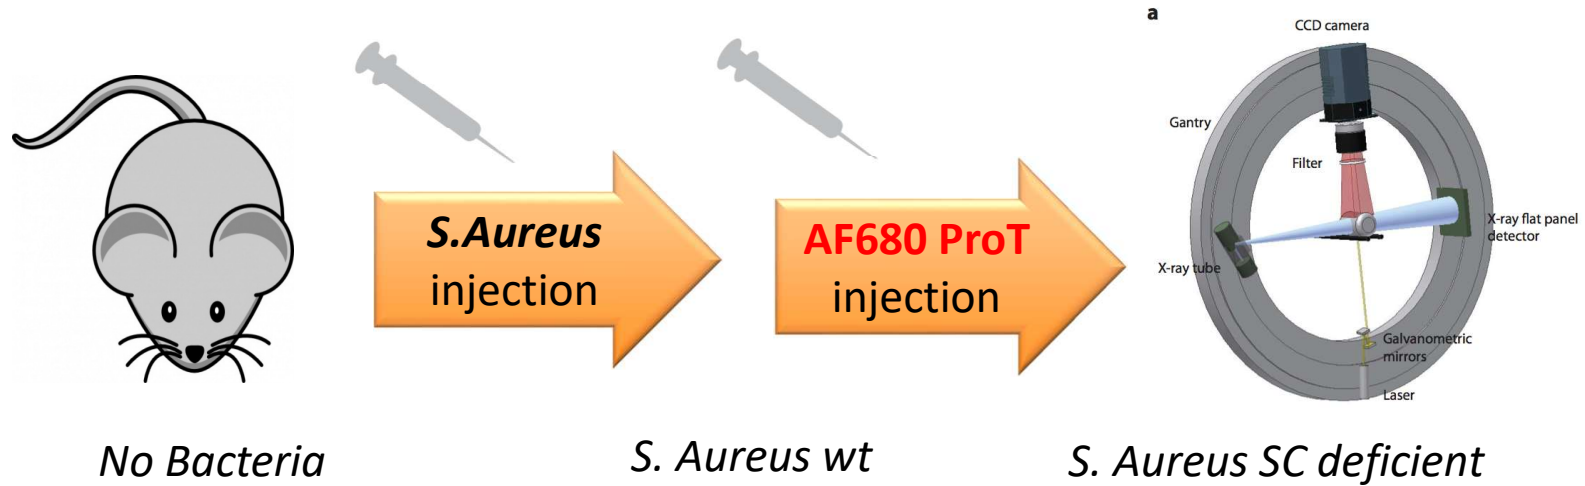 a
CCD camera
Gantry
Filter
X-ray flat panel
detector
X-ray tube
Galvanometric
mirrors
Laser
S.Aureus
injection
AF680 ProT
injection
No Bacteria
S. Aureus wt
S. Aureus SC deficient